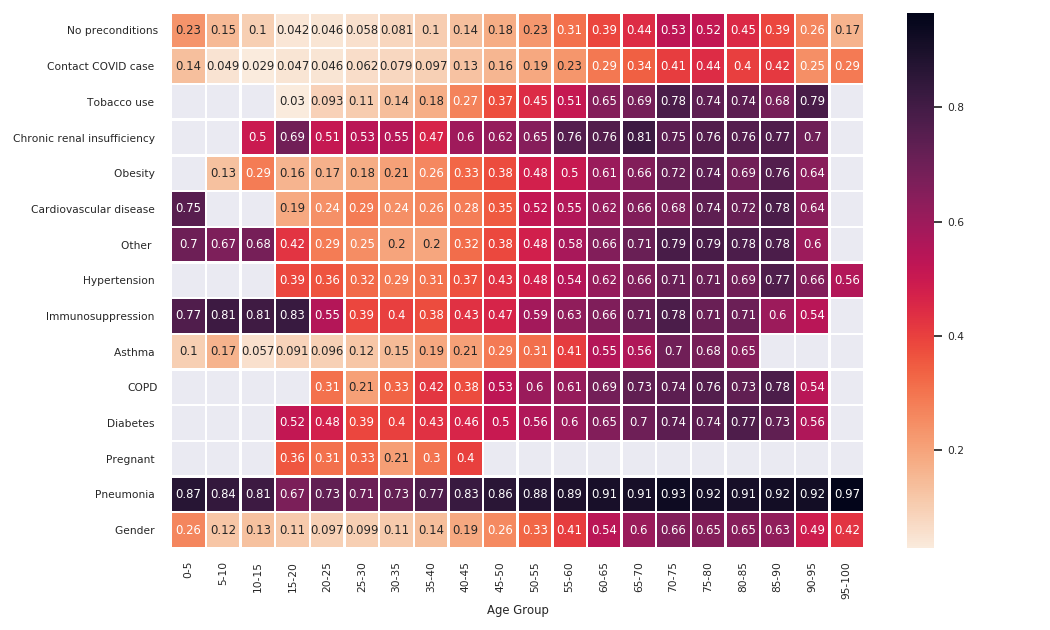 No preconditions 0.23 0.15 0.1 0.042 0.046 0.058 0.081 0.1 0.14 0.18 0.23 0.31 0.39 0.44 0.53 0.52 0.45 0.39 0.26 0.17
Contact COVID case 0.14 0.049 0.029 0.047 0.046 0.062 0.079 0.097 0.13 0.16 0.19 0.23 0.29 0.34 0.41 0.44 0.4 0.42 0.25 0.29
Tobacco use 0.03 0.093 0.11 0.14 0.18 0.27 0.37 0.45 0.51 0.65 0.69 0.78 0.74 0.74 0.68 0.79
0.8
Chronic renal insufficiency 0.5 0.69 0.51 0.53 0.55 0.47 0.6 0.62 0.65 0.76 0.76 0.81 0.75 0.76 0.76 0.77 0.7
Obesity 0.13 0.29 0.16 0.17 0.18 0.21 0.26 0.33 0.38 0.48 0.5 0.61 0.66 0.72 0.74 0.69 0.76 0.64
Cardiovascular disease 0.75 0.19 0.24 0.29 0.24 0.26 0.28 0.35 0.52 0.55 0.62 0.66 0.68 0.74 0.72 0.78 0.64
0.6
Other 0.7 0.67 0.68 0.42 0.29 0.25 0.2 0.2 0.32 0.38 0.48 0.58 0.66 0.71 0.79 0.79 0.78 0.78 0.6
Hypertension 0.39 0.36 0.32 0.29 0.31 0.37 0.43 0.48 0.54 0.62 0.66 0.71 0.71 0.69 0.77 0.66 0.56
Immunosuppression 0.77 0.81 0.81 0.83 0.55 0.39 0.4 0.38 0.43 0.47 0.59 0.63 0.66 0.71 0.78 0.71 0.71 0.6 0.54
0.4
Asthma 0.1 0.17 0.057 0.091 0.096 0.12 0.15 0.19 0.21 0.29 0.31 0.41 0.55 0.56 0.7 0.68 0.65
COPD 0.31 0.21 0.33 0.42 0.38 0.53 0.6 0.61 0.69 0.73 0.74 0.76 0.73 0.78 0.54
Diabetes 0.52 0.48 0.39 0.4 0.43 0.46 0.5 0.56 0.6 0.65 0.7 0.74 0.74 0.77 0.73 0.56
0.2
Pregnant 0.36 0.31 0.33 0.21 0.3 0.4
Pneumonia 0.87 0.84 0.81 0.67 0.73 0.71 0.73 0.77 0.83 0.86 0.88 0.89 0.91 0.91 0.93 0.92 0.91 0.92 0.92 0.97
Gender 0.26 0.12 0.13 0.11 0.097 0.099 0.11 0.14 0.19 0.26 0.33 0.41 0.54 0.6 0.66 0.65 0.65 0.63 0.49 0.42
0-5 5-10 10-15 15-20 20-25 25-30 30-35 35-40 40-45 45-50 50-55 55-60 60-65 65-70 70-75 75-80 80-85 85-90 90-95 95-100
Age Group